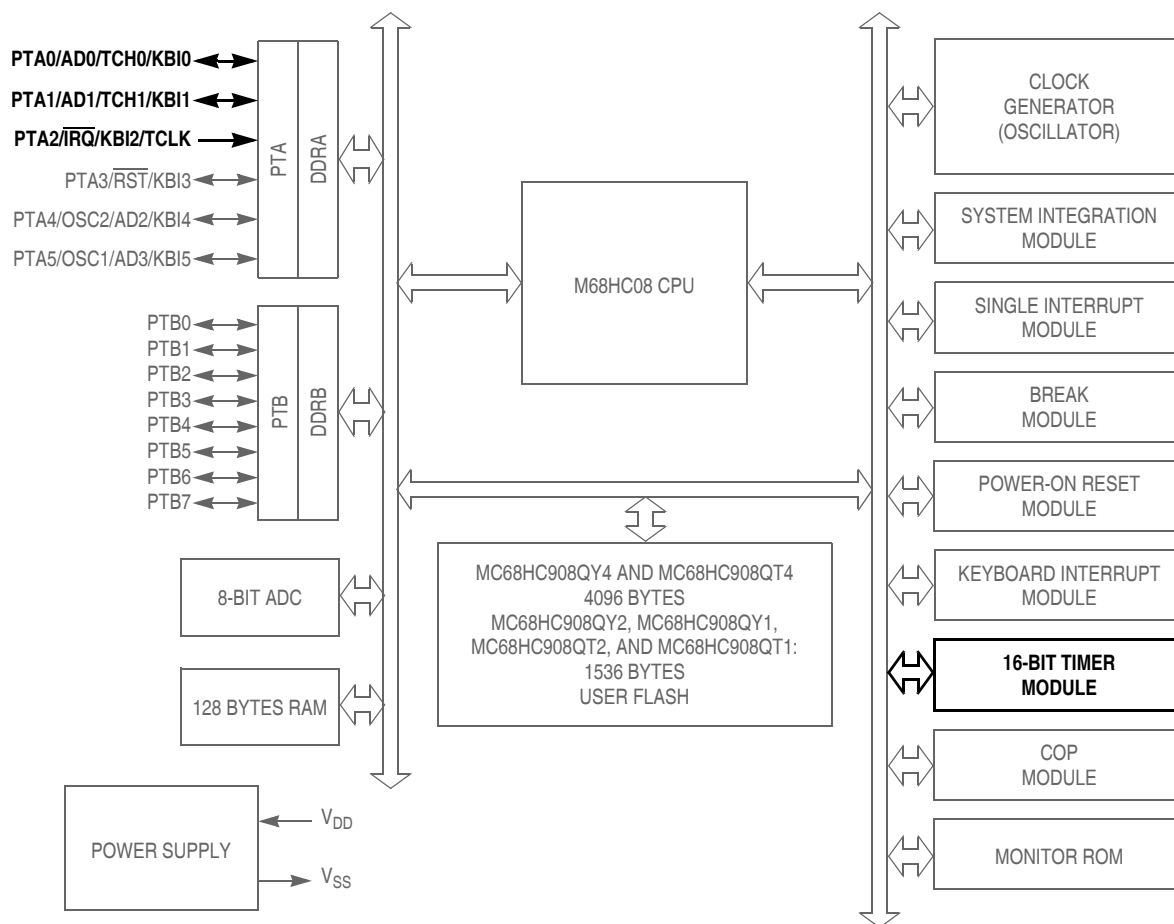 PTA0/AD0/TCH0/KBI0
PTA1/AD1/TCH1/KBI1
PTA2/IRQ/KBI2/TCLK
PTA3/RST/KBI3
PTA4/OSC2/AD2/KBI4
PTA5/OSC1/AD3/KBI5
PTA
DDRA
PTB0
PTB1
PTB2
PTB3
PTB4
PTB5
PTB6
PTB7
PTB
DDRB
8-BIT ADC
128 BYTES RAM
POWER SUPPLY
VDD
VSS
M68HC08 CPU
MC68HC908QY4 AND MC68HC908QT4
4096 BYTES
MC68HC908QY2, MC68HC908QY1,
MC68HC908QT2, AND MC68HC908QT1:
1536 BYTES
USER FLASH
CLOCK
GENERATOR
(OSCILLATOR)
SYSTEM INTEGRATION
MODULE
SINGLE INTERRUPT
MODULE
BREAK
MODULE
POWER-ON RESET
MODULE
KEYBOARD INTERRUPT
MODULE
16-BIT TIMER
MODULE
COP
MODULE
MONITOR ROM